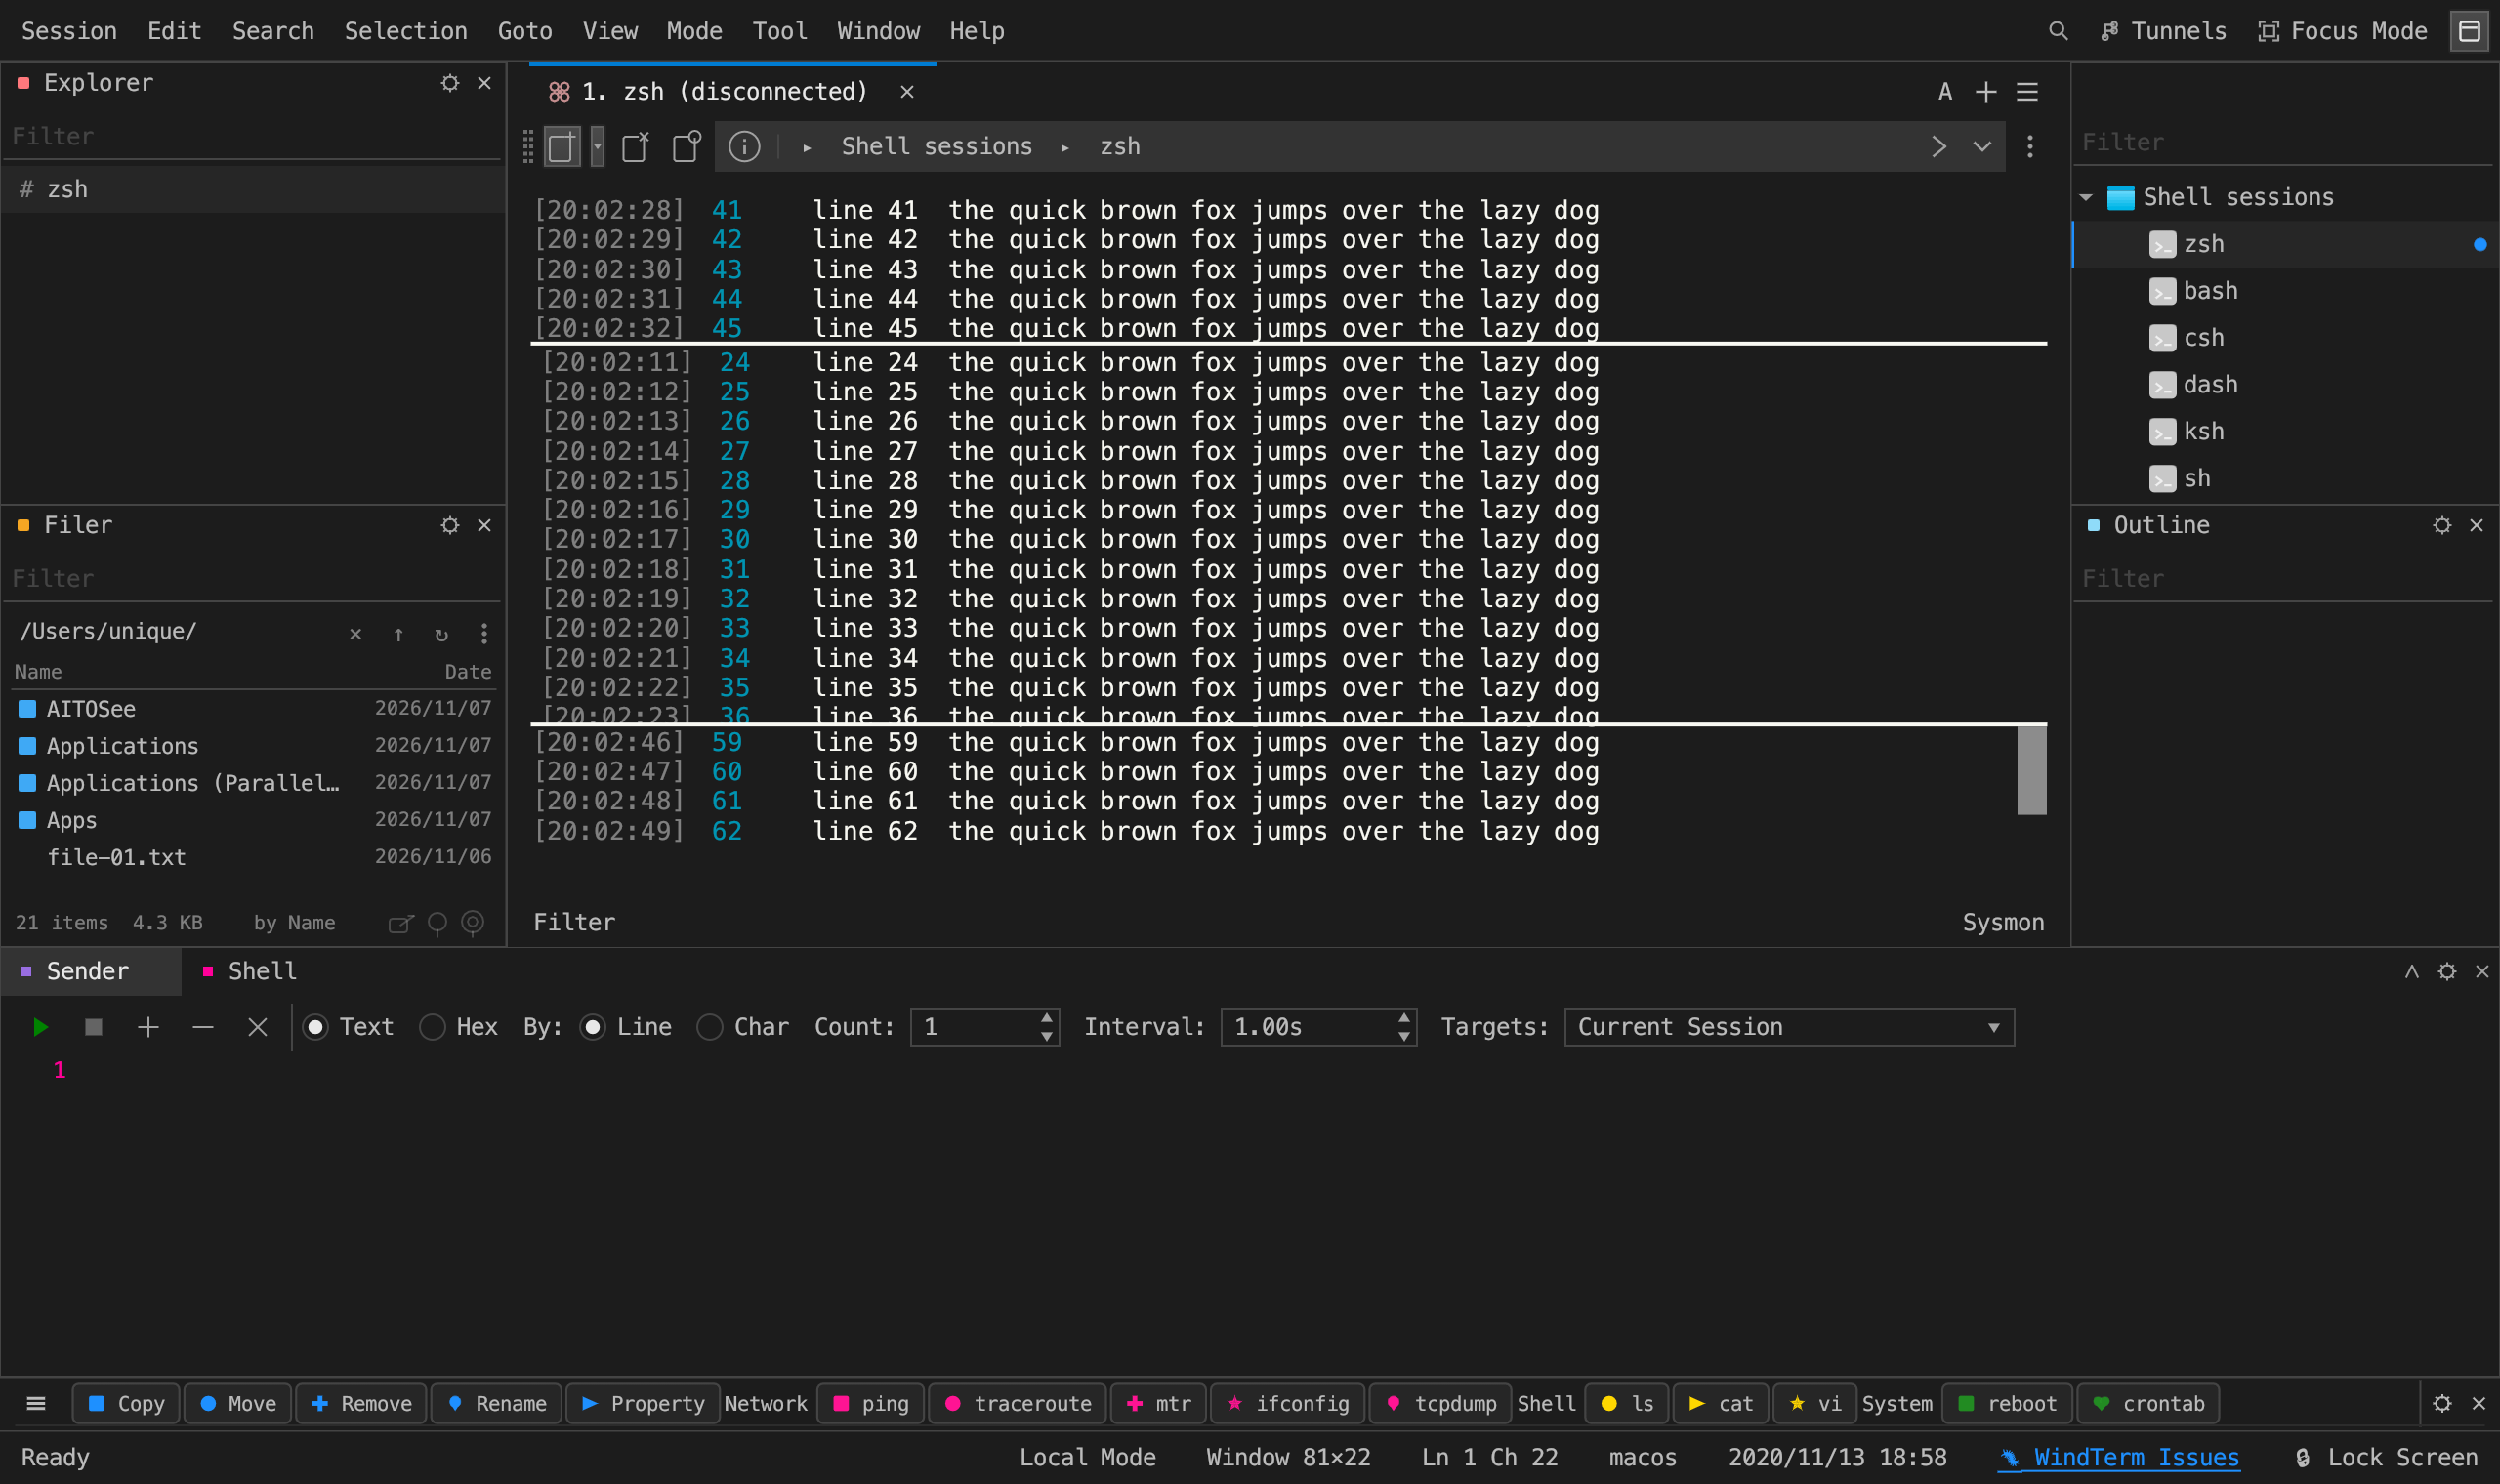 Session Edit Search Selection Goto View Mode Tool Window Help Tunnels Focus Mode
Explorer
Filter
# zsh
Filer
Filter
/Users/unique/
Name Date
AITOSee 2026/11/07
Applications 2026/11/07
Applications (Parallel… 2026/11/07
Apps 2026/11/07
file-01.txt 2026/11/06
21 items 4.3 KB by Name
1. zsh (disconnected)
A
Shell sessions zsh
[20:02:28] 41 line 41 the quick brown fox jumps over the lazy dog
[20:02:29] 42 line 42 the quick brown fox jumps over the lazy dog
[20:02:30] 43 line 43 the quick brown fox jumps over the lazy dog
[20:02:31] 44 line 44 the quick brown fox jumps over the lazy dog
[20:02:32] 45 line 45 the quick brown fox jumps over the lazy dog
[20:02:11] 24 line 24 the quick brown fox jumps over the lazy dog
[20:02:12] 25 line 25 the quick brown fox jumps over the lazy dog
[20:02:13] 26 line 26 the quick brown fox jumps over the lazy dog
[20:02:14] 27 line 27 the quick brown fox jumps over the lazy dog
[20:02:15] 28 line 28 the quick brown fox jumps over the lazy dog
[20:02:16] 29 line 29 the quick brown fox jumps over the lazy dog
[20:02:17] 30 line 30 the quick brown fox jumps over the lazy dog
[20:02:18] 31 line 31 the quick brown fox jumps over the lazy dog
[20:02:19] 32 line 32 the quick brown fox jumps over the lazy dog
[20:02:20] 33 line 33 the quick brown fox jumps over the lazy dog
[20:02:21] 34 line 34 the quick brown fox jumps over the lazy dog
[20:02:22] 35 line 35 the quick brown fox jumps over the lazy dog
[20:02:23] 36 line 36 the quick brown fox jumps over the lazy dog
[20:02:46] 59 line 59 the quick brown fox jumps over the lazy dog
[20:02:47] 60 line 60 the quick brown fox jumps over the lazy dog
[20:02:48] 61 line 61 the quick brown fox jumps over the lazy dog
[20:02:49] 62 line 62 the quick brown fox jumps over the lazy dog
Filter Sysmon
Filter
Shell sessions
zsh
bash
csh
dash
ksh
sh
Outline
Filter
Sender Shell
Text Hex By: Line Char Count: 1 Interval: 1.00s Targets: Current Session
1
Copy Move Remove Rename Property Network ping traceroute mtr ifconfig tcpdump Shell ls cat vi System reboot crontab
Ready Local Mode Window 81×22 Ln 1 Ch 22 macos 2020/11/13 18:58 WindTerm Issues Lock Screen